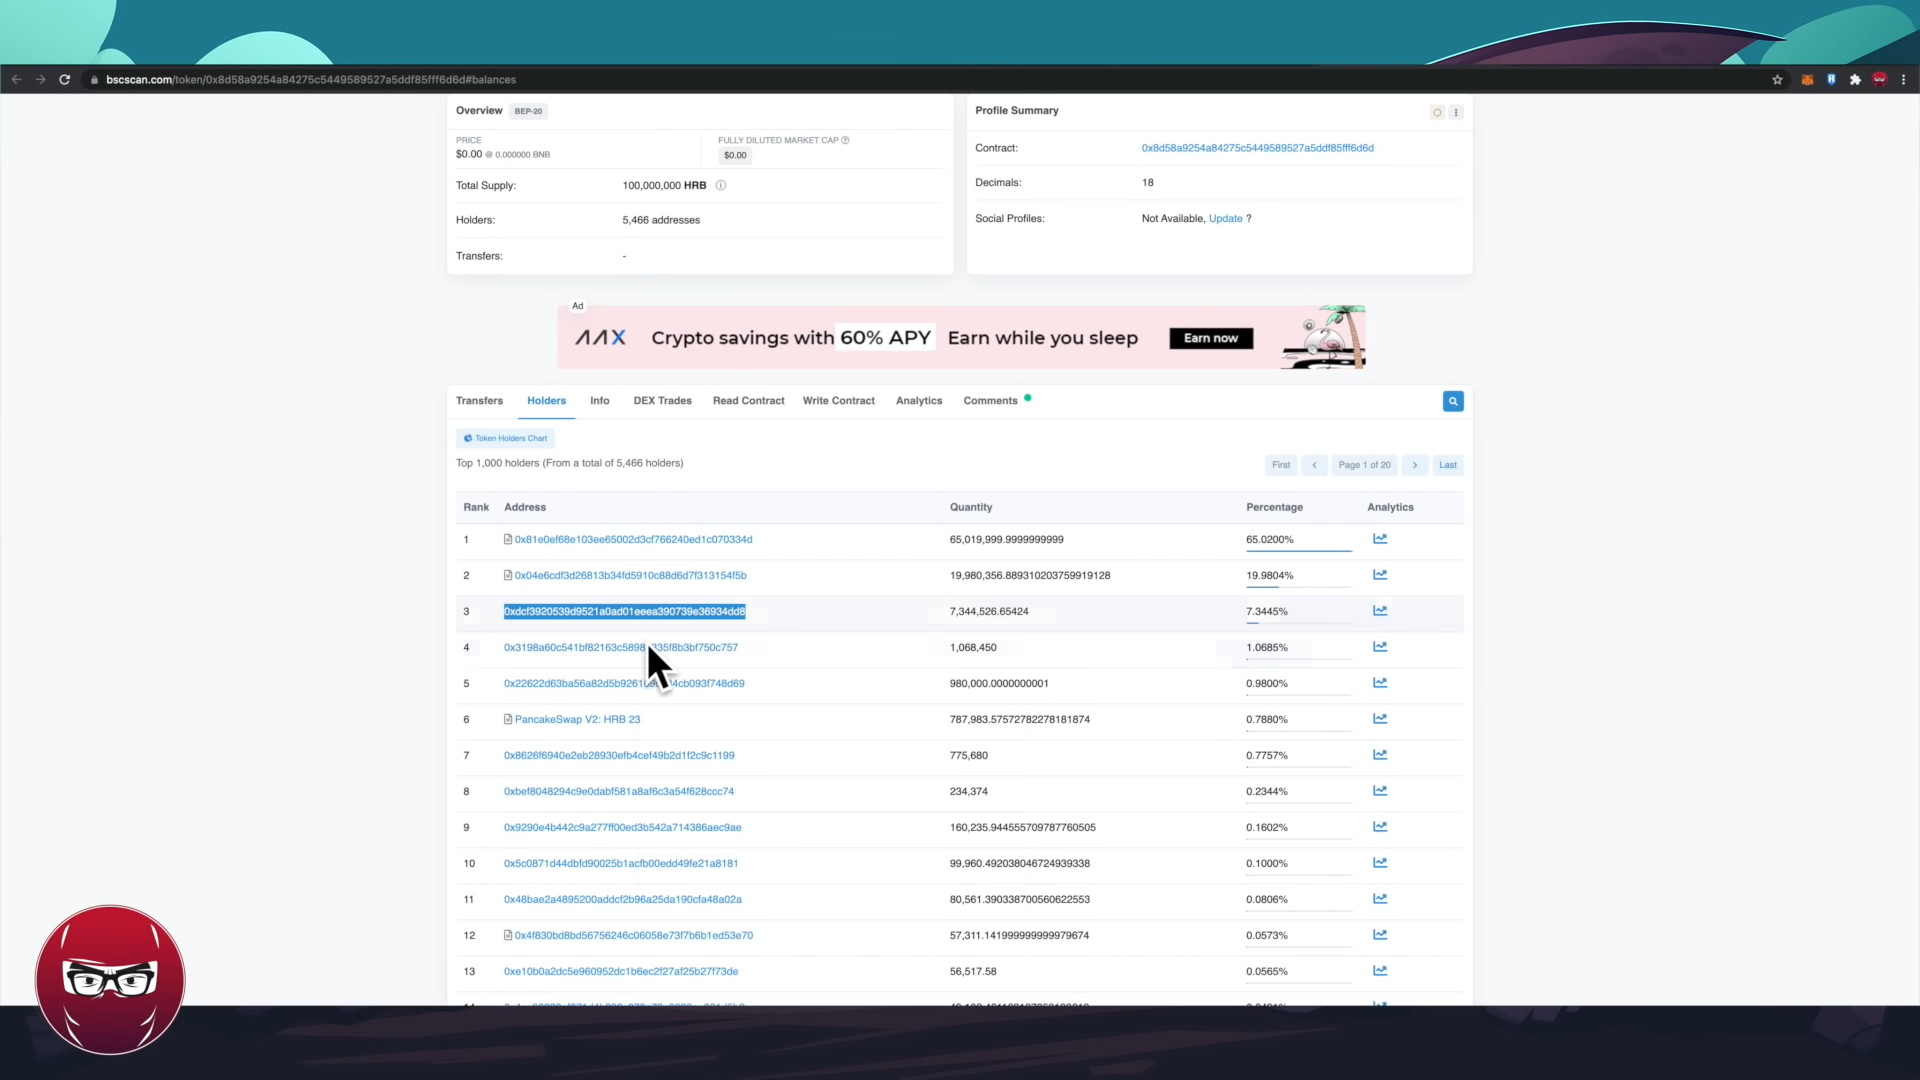 bscscan.com/token/0x8d58a9254a84275c5449589527a5ddf85fff6d6d#balances
Overview BEP-20
PRICE
$0.00 @ 0.000000 BNB
FULLY DILUTED MARKET CAP
$0.00
Total Supply: 100,000,000 HRB
Holders: 5,466 addresses
Transfers: -
Profile Summary
Contract: 0x8d58a9254a84275c5449589527a5ddf85fff6d6d
Decimals: 18
Social Profiles: Not Available, Update ?
Ad
AAX Crypto savings with 60% APY Earn while you sleep Earn now
Transfers Holders Info DEX Trades Read Contract Write Contract Analytics Comments
Token Holders Chart
Top 1,000 holders (From a total of 5,466 holders)
First Page 1 of 20 Last
Rank Address Quantity Percentage Analytics
1 0x81e0ef68e103ee65002d3cf766240ed1c070334d 65,019,999.9999999999 65.0200%
2 0x04e6cdf3d26813b34fd5910c88d6d7f313154f5b 19,980,356.889310203759919128 19.9804%
3 0xdcf3920539d9521a0ad01eeea390739e36934dd8 7,344,526.65424 7.3445%
4 1,068,450 1.0685%
5 980,000.0000000001 0.9800%
6 PancakeSwap V2: HRB 23 787,983.57572782278181874 0.7880%
7 0x8626f6940e2eb28930efb4cef49b2d1f2c9c1199 775,680 0.7757%
8 0xbef8048294c9e0dabf581a8af6c3a54f628ccc74 234,374 0.2344%
9 0x9290e4b442c9a277ff00ed3b542a714386aec9ae 160,235.944555709787760505 0.1602%
10 0x5c0871d44dbfd90025b1acfb00edd49fe21a8181 99,960.492038046724939338 0.1000%
11 0x48bae2a4895200addcf2b96a25da190cfa48a02a 80,561.390338700560622553 0.0806%
12 0x4f830bd8bd56756246c06058e73f7b6b1ed53e70 57,311.141999999999979674 0.0573%
13 0xe10b0a2dc5e960952dc1b6ec2f27af25b27f73de 56,517.58 0.0565%